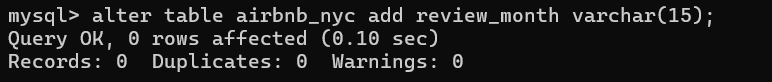 mysql> alter table airbnb_nyc add review_month varchar(15);
Query OK, 0 rows affected (0.10 sec)
Records: 0  Duplicates: 0  Warnings: 0